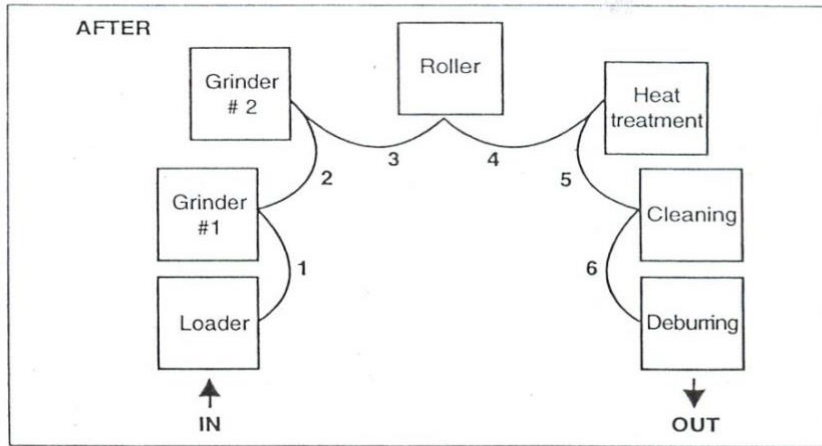 AFTER
Grinder
# 2
Roller
Heat
treatment
3
4
2
5
Grinder
#1
Cleaning
1
6
Loader
Deburring
IN
OUT